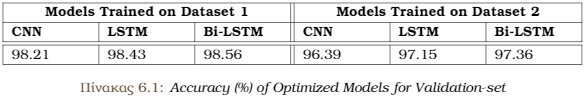 Models Trained on Dataset 1 Models Trained on Dataset 2
CNN LSTM Bi-LSTM CNN LSTM Bi-LSTM
98.21 98.43 98.56 96.39 97.15 97.36
Πίνακας 6.1: Accuracy (%) of Optimized Models for Validation-set